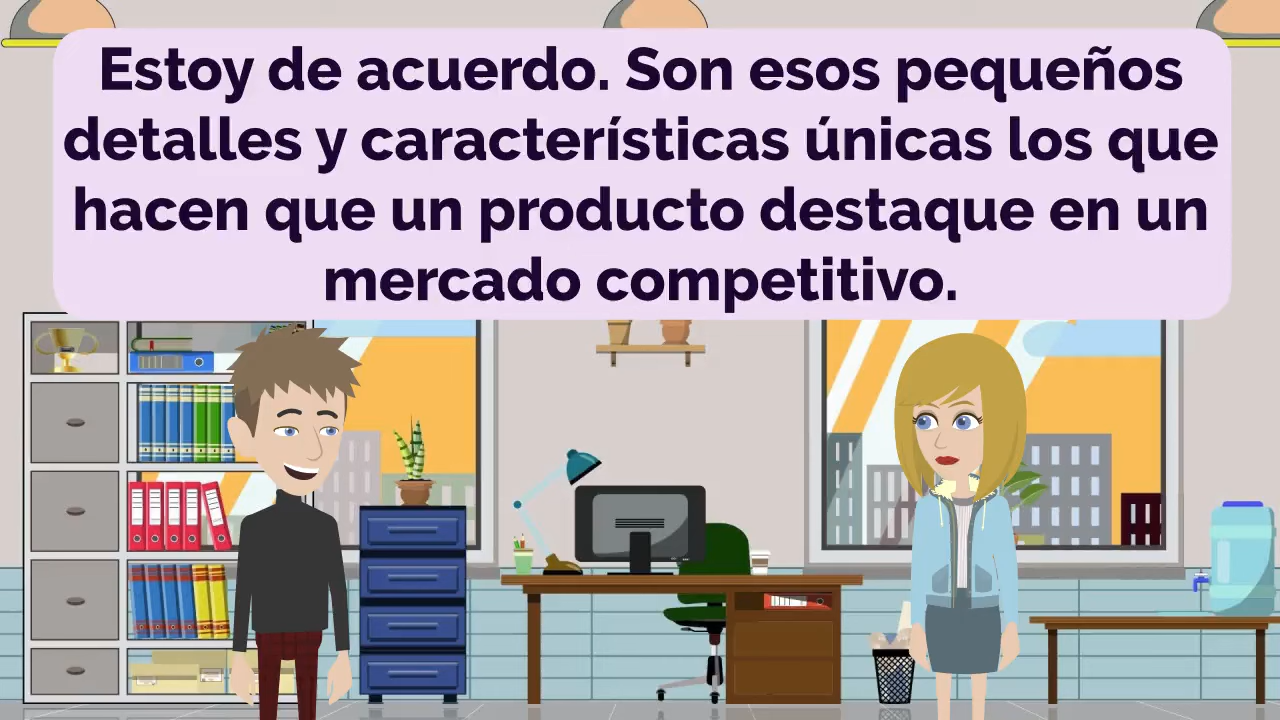 Estoy de acuerdo. Son esos pequeños
detalles y características únicas los que
hacen que un producto destaque en un
mercado competitivo.